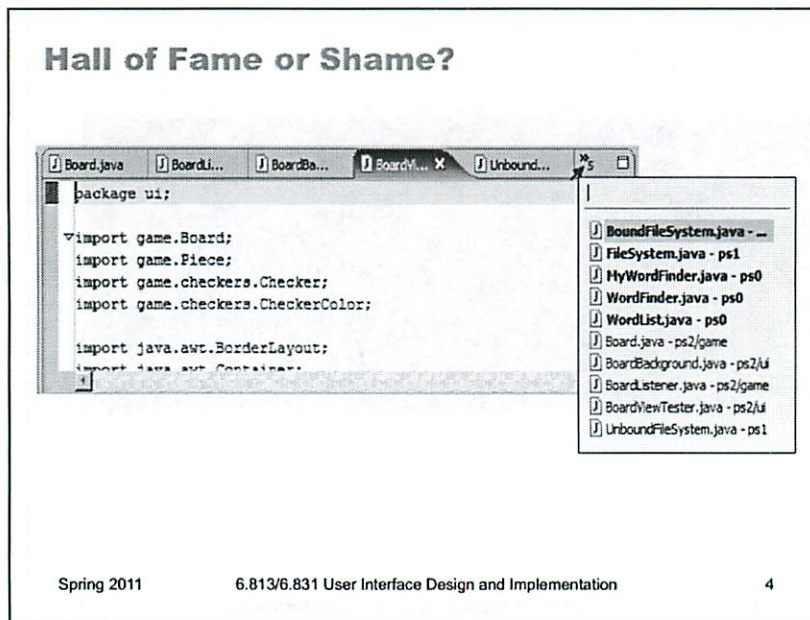 Hall of Fame or Shame?
Board.java BoardLi... BoardBa... BoardVi... X Unbound... »5
package ui;
import game.Board;
import game.Piece;
import game.checkers.Checker;
import game.checkers.CheckerColor;
import java.awt.BorderLayout;
import java.awt.Container;
BoundFileSystem.java - ...
FileSystem.java - ps1
MyWordFinder.java - ps0
WordFinder.java - ps0
WordList.java - ps0
Board.java - ps2/game
BoardBackground.java - ps2/ui
BoardListener.java - ps2/game
BoardViewTester.java - ps2/ui
UnboundFileSystem.java - ps1
Spring 2011 6.813/6.831 User Interface Design and Implementation 4